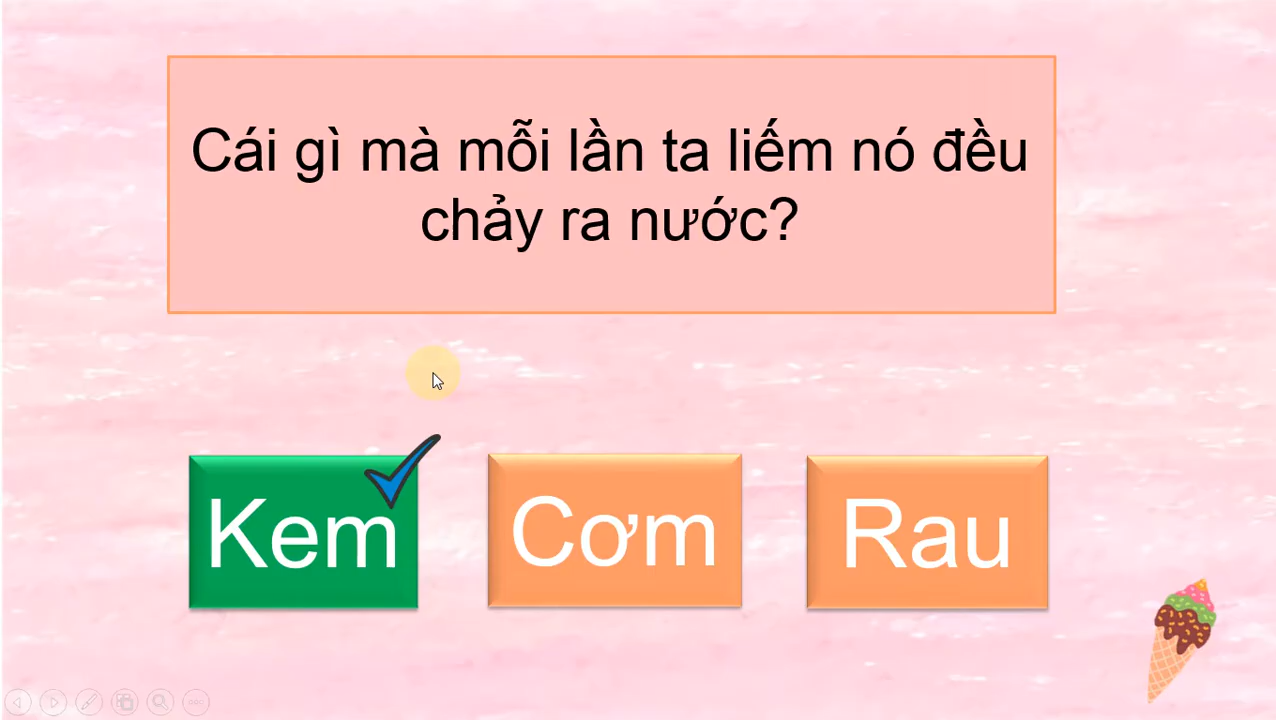 Cái gì mà mỗi lần ta liếm nó đều
chảy ra nước?
Kem
Cơm
Rau